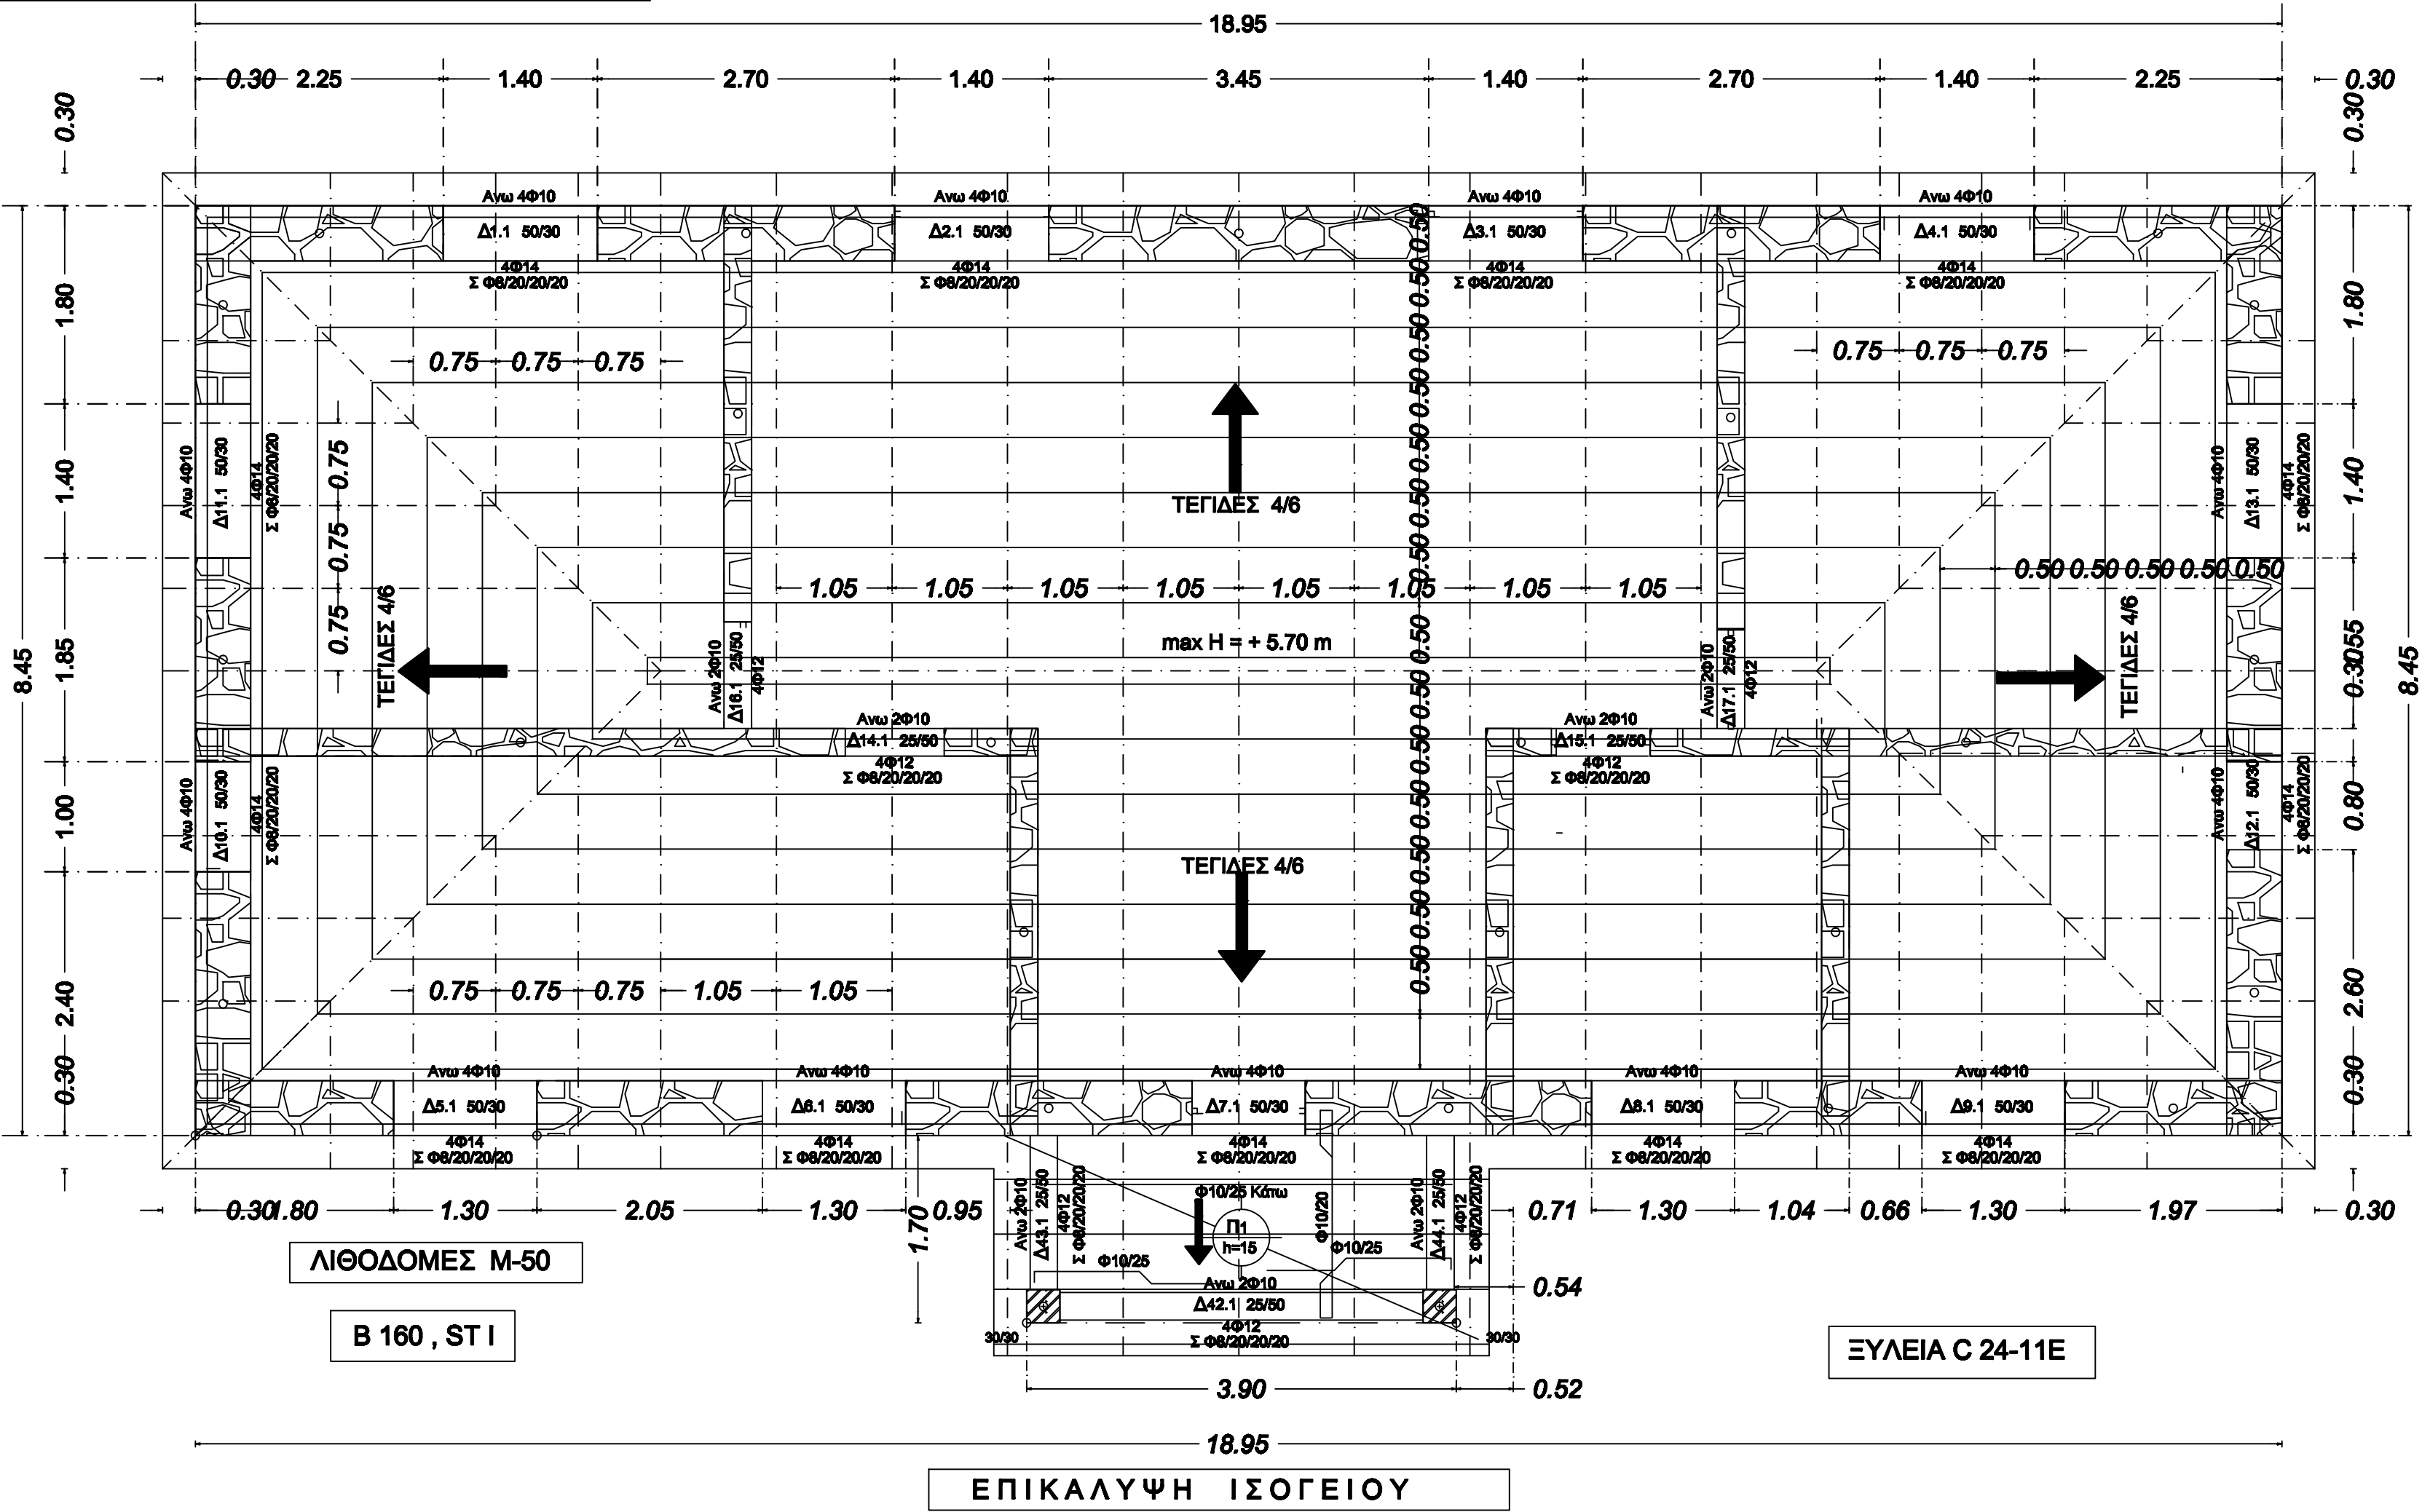 18.95
0.30 2.25 1.40 2.70 1.40 3.45 1.40 2.70 1.40 2.25 0.30
0.30
0.30
Ανω 4Φ10
Δ1.1 50/30
4Φ14
Σ Φ8/20/20/20
Ανω 4Φ10
Δ2.1 50/30
4Φ14
Σ Φ8/20/20/20
Ανω 4Φ10
Δ3.1 50/30
4Φ14
Σ Φ8/20/20/20
Ανω 4Φ10
Δ4.1 50/30
4Φ14
Σ Φ8/20/20/20
8.45
1.80
1.40
1.85
1.00
2.40
0.30
0.75 0.75 0.75
0.75 0.75 0.75
0.75
0.75
0.75
Ανω 4Φ10
Δ11.1 50/30
4Φ14
Σ Φ8/20/20/20
Ανω 4Φ10
Δ13.1 50/30
4Φ14
Σ Φ8/20/20/20
1.80
1.40
0.80
2.60
0.30
8.45
ΤΕΓΙΔΕΣ 4/6
0.50 0.50 0.50 0.50 0.50
1.05 1.05 1.05 1.05 1.05 1.05 1.05 1.05
max H = + 5.70 m
ΤΕΓΙΔΕΣ 4/6
ΤΕΓΙΔΕΣ 4/6
Ανω 2Φ10
Δ16.1 25/50
4Φ12
Ανω 2Φ10
Δ17.1 25/50
4Φ12
Ανω 2Φ10
Δ14.1 25/50
4Φ12
Σ Φ8/20/20/20
Ανω 2Φ10
Δ15.1 25/50
4Φ12
Σ Φ8/20/20/20
Ανω 4Φ10
Δ10.1 50/30
4Φ14
Σ Φ8/20/20/20
Ανω 4Φ10
Δ12.1 50/30
4Φ14
Σ Φ8/20/20/20
ΤΕΓΙΔΕΣ 4/6
0.75 0.75 0.75 1.05 1.05
Ανω 4Φ10
Δ5.1 50/30
4Φ14
Σ Φ8/20/20/20
Ανω 4Φ10
Δ6.1 50/30
4Φ14
Σ Φ8/20/20/20
Ανω 4Φ10
Δ7.1 50/30
4Φ14
Σ Φ8/20/20/20
Ανω 4Φ10
Δ8.1 50/30
4Φ14
Σ Φ8/20/20/20
Ανω 4Φ10
Δ9.1 50/30
4Φ14
Σ Φ8/20/20/20
0.30 1.80 1.30 2.05 1.30 0.95
0.71 1.30 1.04 0.66 1.30 1.97 0.30
1.70
Ανω 2Φ10
Δ43.1 25/50
4Φ12
Σ Φ8/20/20/20
Φ10/25 Κάτω
Π1
h=15
Φ10/20
Φ10/25
Φ10/25
Ανω 2Φ10
Δ44.1 25/50
4Φ12
Σ Φ8/20/20/20
Ανω 2Φ10
Δ42.1 25/50
4Φ12
Σ Φ8/20/20/20
30/30
30/30
0.54
3.90
0.52
ΛΙΘΟΔΟΜΕΣ Μ-50
Β 160 , ST I
ΞΥΛΕΙΑ C 24-11E
18.95
ΕΠΙΚΑΛΥΨΗ ΙΣΟΓΕΙΟΥ